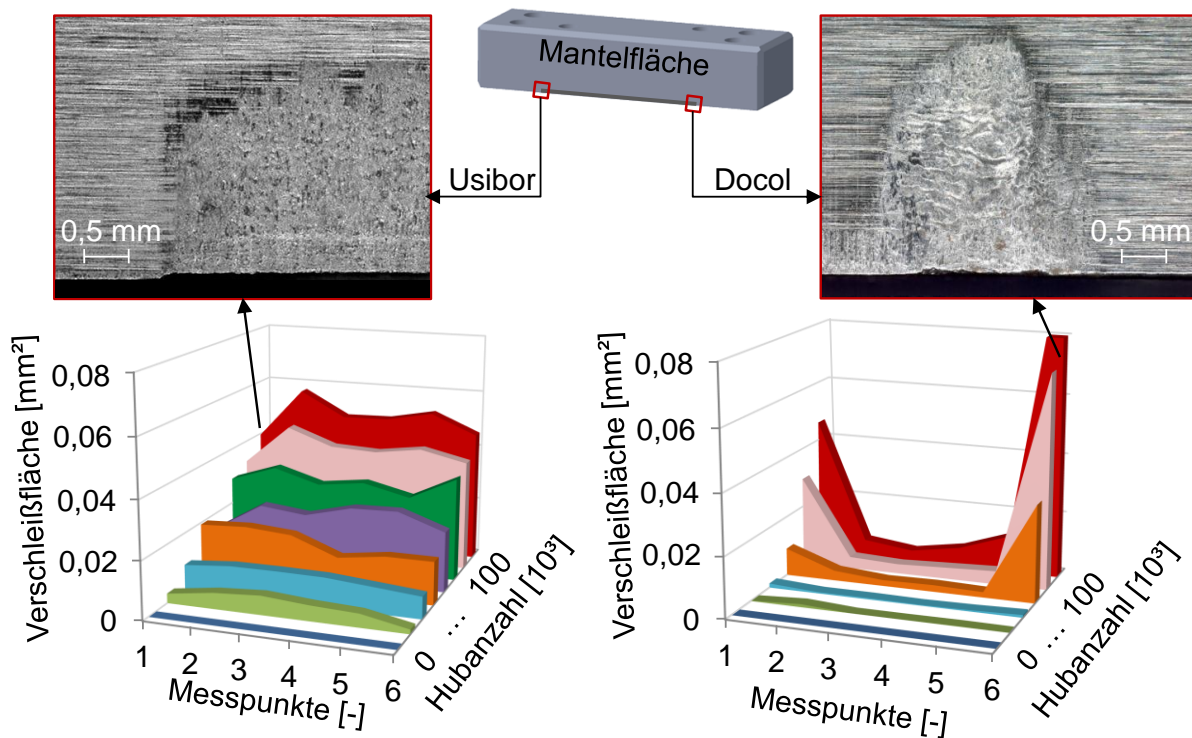 Mantelfläche
Usibor
Docol
0,5 mm
0,5 mm
Verschleißfläche [mm²]
0,08
0,06
0,04
0,02
0
1
2
3
4
5
6
Messpunkte [-]
0 ... 100
Hubanzahl [10³]
Verschleißfläche [mm²]
0,08
0,06
0,04
0,02
0
1
2
3
4
5
6
Messpunkte [-]
0 ... 100
Hubanzahl [10³]